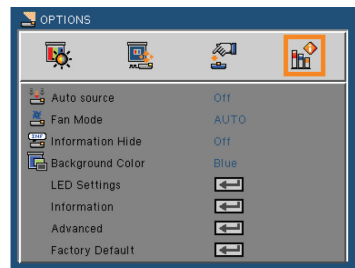 OPTIONS
Auto source Off
Fan Mode AUTO
Information Hide Off
Background Color Blue
LED Settings
Information
Advanced
Factory Default